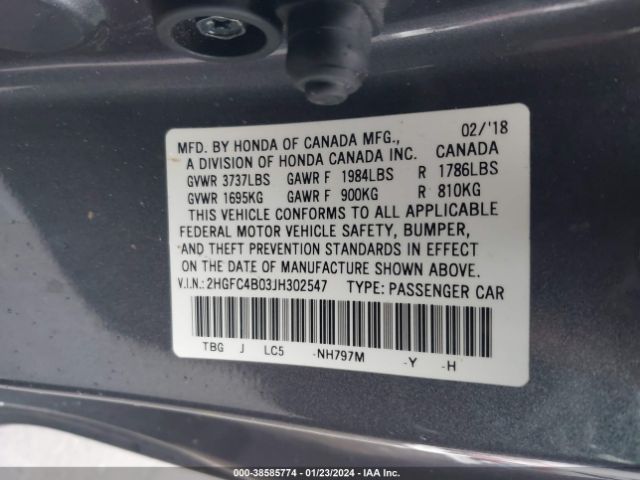 02/'18
MFD. BY HONDA OF CANADA MFG.,
A DIVISION OF HONDA CANADA INC. CANADA
GVWR 3737LBS GAWR F 1984LBS R 1786LBS
GVWR 1695KG GAWR F 900KG R 810KG
THIS VEHICLE CONFORMS TO ALL APPLICABLE
FEDERAL MOTOR VEHICLE SAFETY, BUMPER,
AND THEFT PREVENTION STANDARDS IN EFFECT
ON THE DATE OF MANUFACTURE SHOWN ABOVE.
V.I.N.:2HGFC4B03JH302547 TYPE: PASSENGER CAR
TBG J LC5 -NH797M -Y -H
000-38585774 - 01/23/2024 - IAA Inc.